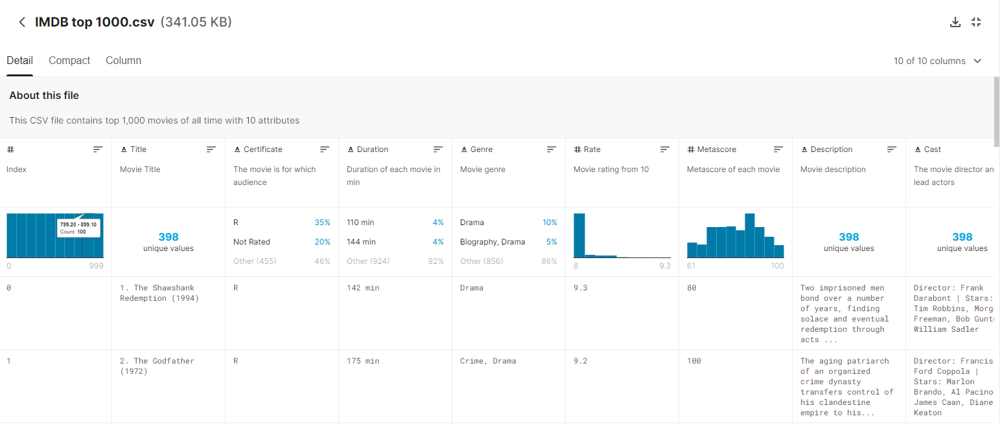 IMDB top 1000.csv (341.05 KB)
Detail Compact Column 10 of 10 columns
About this file
This CSV file contains top 1,000 movies of all time with 10 attributes
#
Index
A Title
Movie Title
A Certificate
The movie is for which
audience
A Duration
Duration of each movie in
min
A Genre
Movie genre
# Rate
Movie rating from 10
# Metascore
Metascore of each movie
A Description
Movie description
A Cast
The movie director an
lead actors
799.20 - 899.10
Count: 100
0 999
398
unique values
R 35%
Not Rated 20%
Other (455) 46%
110 min 4%
144 min 4%
Other (924) 92%
Drama 10%
Biography, Drama 5%
Other (856) 86%
8 9.3
61 100
398
unique values
398
unique values
0
1. The Shawshank
Redemption (1994)
R
142 min
Drama
9.3
80
Two imprisoned men
bond over a number
of years, finding
solace and eventual
redemption through
acts ...
Director: Frank
Darabont | Stars:
Tim Robbins, Morg
Freeman, Bob Gunt
William Sadler
1
2. The Godfather
(1972)
R
175 min
Crime, Drama
9.2
100
The aging patriarch
of an organized
crime dynasty
transfers control of
his clandestine
empire to his...
Director: Francis
Ford Coppola |
Stars: Marlon
Brando, Al Pacino
James Caan, Diane
Keaton